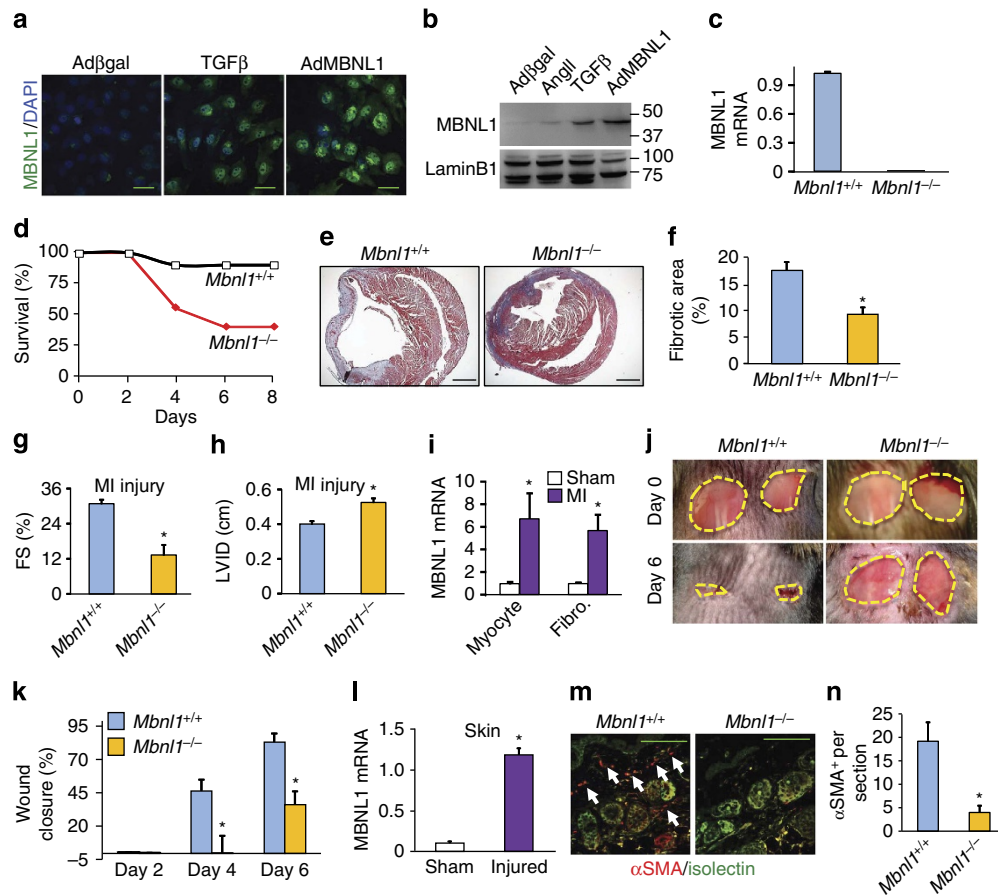 a
Adβgal TGFβ AdMBNL1
MBNL1/DAPI
b
Adβgal AngII TGFβ AdMBNL1
MBNL1
50
37
LaminB1
100
75
c
MBNL1 mRNA
0.9
0.6
0.3
0
Mbnl1+/+ Mbnl1–/–
d
Survival (%)
100
75
50
25
0
Mbnl1+/+
Mbnl1–/–
0 2 4 6 8
Days
e
Mbnl1+/+ Mbnl1–/–
f
Fibrotic area (%)
20
15
10
5
0
*
Mbnl1+/+ Mbnl1–/–
g
MI injury
FS (%)
36
24
12
0
*
Mbnl1+/+ Mbnl1–/–
h
MI injury
LVID (cm)
0.6
0.4
0.2
0
*
Mbnl1+/+ Mbnl1–/–
i
Sham
MI
MBNL1 mRNA
10
8
6
4
2
0
* *
Myocyte Fibro.
j
Mbnl1+/+ Mbnl1–/–
Day 0
Day 6
k
Mbnl1+/+
Mbnl1–/–
Wound closure (%)
95
70
45
20
–5
* *
Day 2 Day 4 Day 6
l
Skin
MBNL1 mRNA
1.5
1.0
0.5
0
*
Sham Injured
m
Mbnl1+/+ Mbnl1–/–
αSMA/isolectin
n
αSMA+ per section
25
20
15
10
5
0
*
Mbnl1+/+ Mbnl1–/–